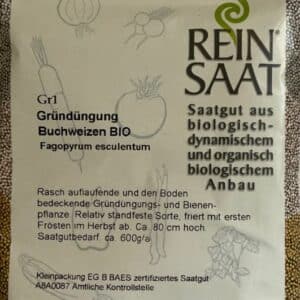 REIN
SAAT
Saatgut aus
biologisch-
dynamischem
und organisch
biologischem
Anbau
Gr1
Gründüngung
Buchweizen BIO
Fagopyrum esculentum
Rasch auflaufende und den Boden
bedeckende Gründungungs- und Bienen-
pflanze. Relativ standfeste Sorte, friert mit ersten
Frösten im Herbst ab. Ca. 80 cm hoch
Saatgutbedarf: ca. 600g/a
Kleinpackung EG B BAES zertifiziertes Saatgut
A8A0087 Amtliche Kontrollstelle